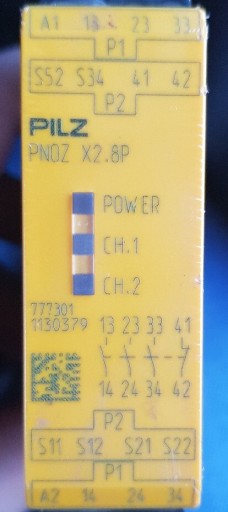 A1 13 23 33
P1
S52 S34 41 42
P2
PILZ
PNOZ X2.8P
POWER
CH.1
CH.2
777301
1130379
13 23 33 41
14 24 34 42
P2
S11 S12 S21 S22
P1
A2 14 24 34